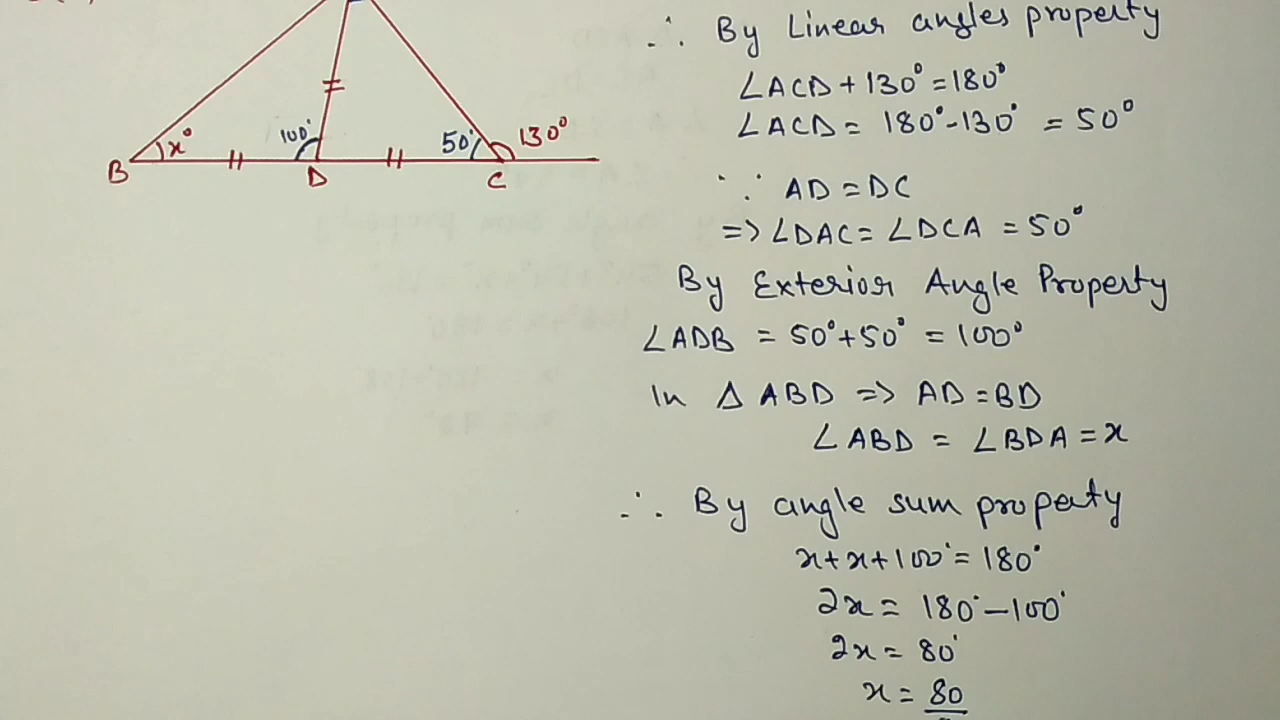 ∴ By Linear angles property
∠ACD + 130° = 180°
∠ACD = 180° - 130° = 50°
∵ AD = DC
=> ∠DAC = ∠DCA = 50°
By Exterior Angle Property
∠ADB = 50° + 50° = 100°
In Δ ABD => AD = BD
∠ABD = ∠BDA = x
∴ By angle sum property
x + x + 100° = 180°
2x = 180° - 100°
2x = 80°
x = 80
B x° 100° D 50° C 130°